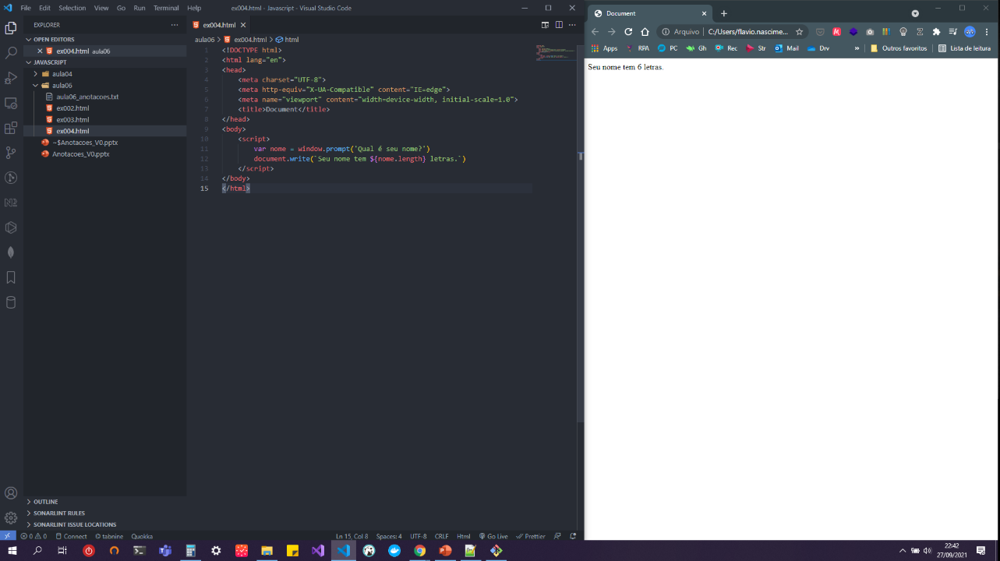 File Edit Selection View Go Run Terminal Help ex004.html - Javascript - Visual Studio Code
EXPLORER
OPEN EDITORS
ex004.html aula06
JAVASCRIPT
aula04
aula06
aula06_anotacoes.txt
ex002.html
ex003.html
ex004.html
~$Anotacoes_V0.pptx
Anotacoes_V0.pptx
OUTLINE
SONARLINT RULES
SONARLINT ISSUE LOCATIONS
ex004.html
aula06 > ex004.html > html
1 <!DOCTYPE html>
2 <html lang="en">
3 <head>
4 <meta charset="UTF-8">
5 <meta http-equiv="X-UA-Compatible" content="IE=edge">
6 <meta name="viewport" content="width=device-width, initial-scale=1.0">
7 <title>Document</title>
8 </head>
9 <body>
10 <script>
11 var nome = window.prompt('Qual é seu nome?')
12 document.write(`Seu nome tem ${nome.length} letras.`)
13 </script>
14 </body>
15 </html>
0 0 Connect tabnine Quokka Ln 15, Col 8 Spaces: 4 UTF-8 CRLF Html Go Live Prettier
Document
Arquivo C:/Users/flavio.nascime...
Apps RPA PC Gh Rec Str Mail Drv » Outros favoritos Lista de leitura
Seu nome tem 6 letras.
22:42
27/09/2021